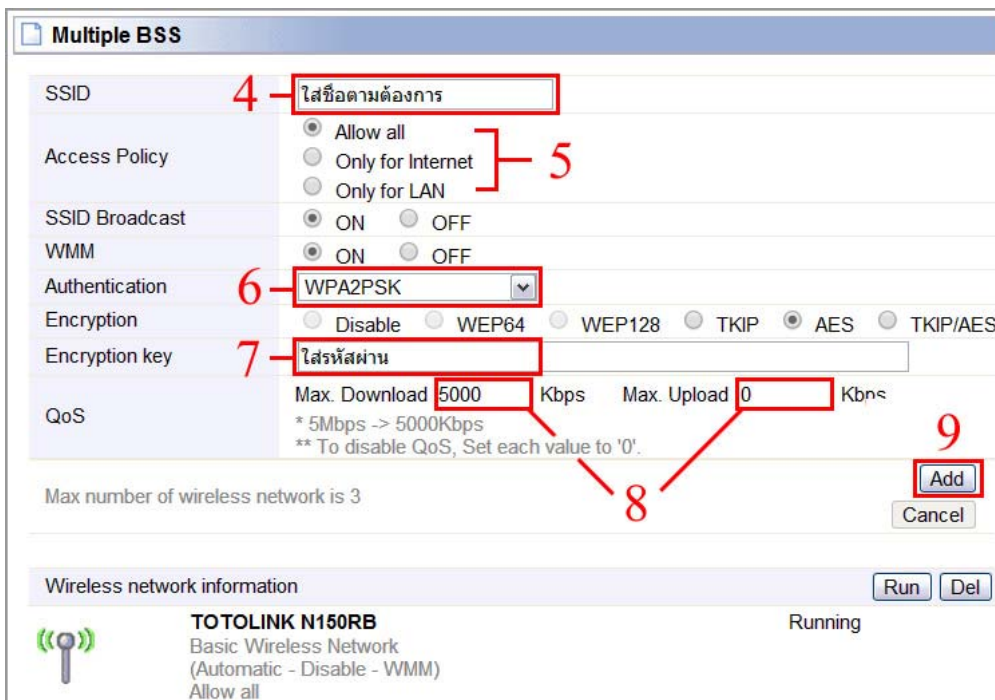 Multiple BSS
SSID
4
ใส่ชื่อตามต้องการ
Access Policy
Allow all
Only for Internet
Only for LAN
5
SSID Broadcast
ON OFF
WMM
ON OFF
Authentication
6
WPA2PSK
Encryption
Disable WEP64 WEP128 TKIP AES TKIP/AES
Encryption key
7
ใส่รหัสผ่าน
QoS
Max. Download 5000 Kbps Max. Upload 0 Kbps
* 5Mbps -> 5000Kbps
** To disable QoS, Set each value to '0'.
8
9
Max number of wireless network is 3
Add
Cancel
Wireless network information
Run Del
TOTOLINK N150RB
Running
Basic Wireless Network
(Automatic - Disable - WMM)
Allow all